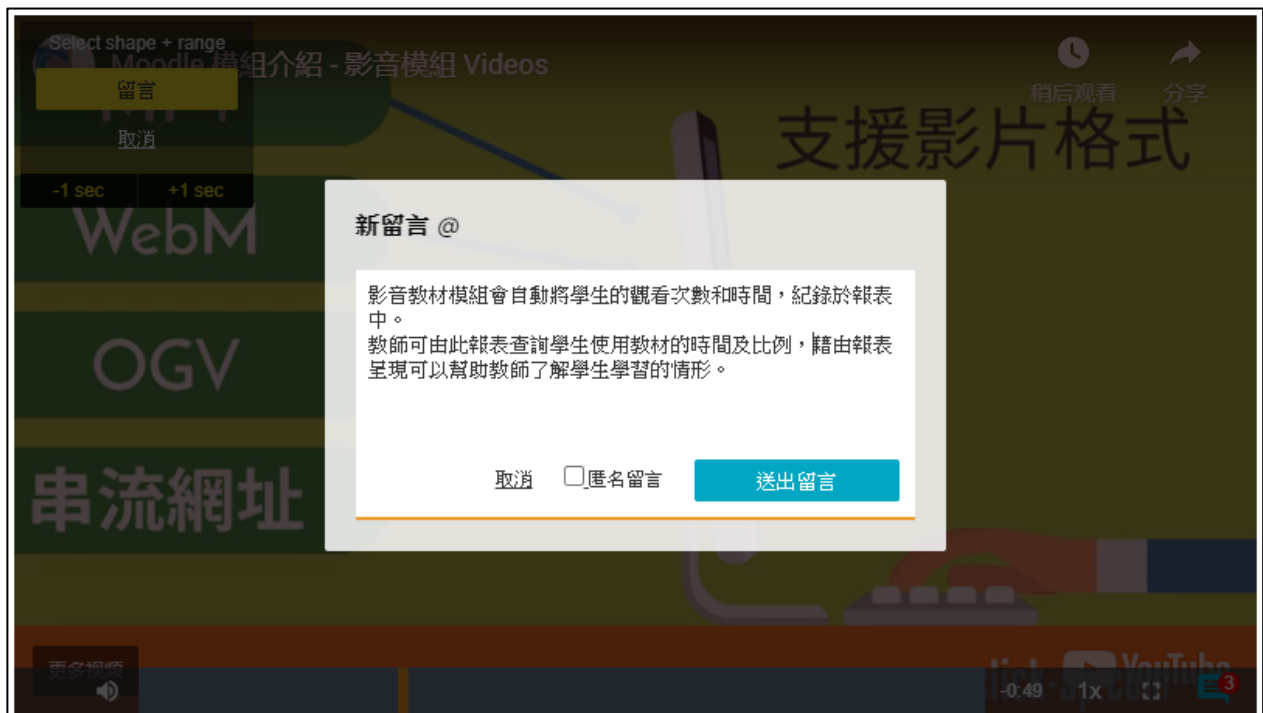 Select shape + range
Moodle 模組介紹 - 影音模組 Videos
留言
取消
-1 sec +1 sec
稍后观看
分享
MP4
支援影片格式
WebM
OGV
串流網址
新留言 @
影音教材模組會自動將學生的觀看次數和時間，紀錄於報表
中。
教師可由此報表查詢學生使用教材的時間及比例，藉由報表
呈現可以幫助教師了解學生學習的情形。
取消
匿名留言
送出留言
更多视频
YouTube
-0:49
1x
3